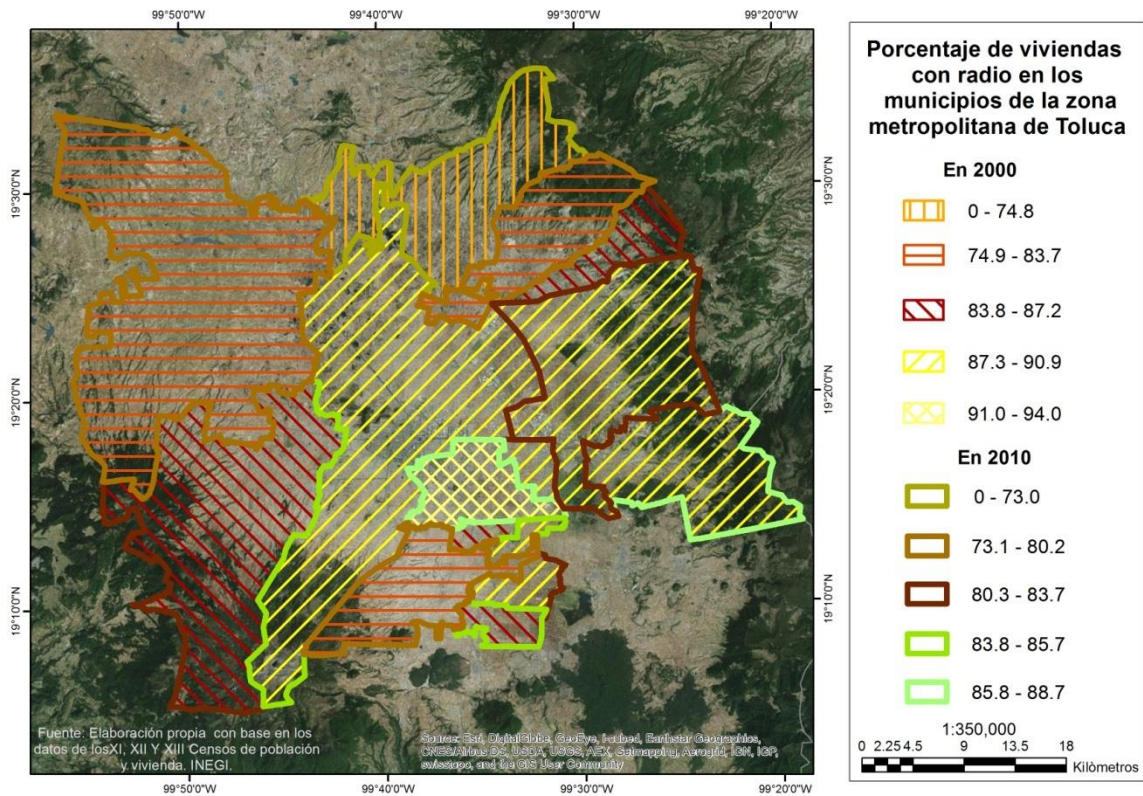 99°50'0"W 99°40'0"W 99°30'0"W 99°20'0"W
19°30'0"N 19°30'0"N
19°20'0"N 19°20'0"N
19°10'0"N 19°10'0"N
Fuente: Elaboración propia con base en los
datos de losXI, XII Y XIII Censos de población
y vivienda. INEGI.
Source: Esri, DigitalGlobe, GeoEye, i-cubed, Earthstar Geographics,
CNES/Airbus DS, USDA, USGS, AEX, Getmapping, Aerogrid, IGN, IGP,
swisstopo, and the GIS User Community
99°50'0"W 99°40'0"W 99°30'0"W 99°20'0"W
Porcentaje de viviendas
con radio en los
municipios de la zona
metropolitana de Toluca
En 2000
0 - 74.8
74.9 - 83.7
83.8 - 87.2
87.3 - 90.9
91.0 - 94.0
En 2010
0 - 73.0
73.1 - 80.2
80.3 - 83.7
83.8 - 85.7
85.8 - 88.7
1:350,000
0 2.25 4.5 9 13.5 18
Kilòmetros